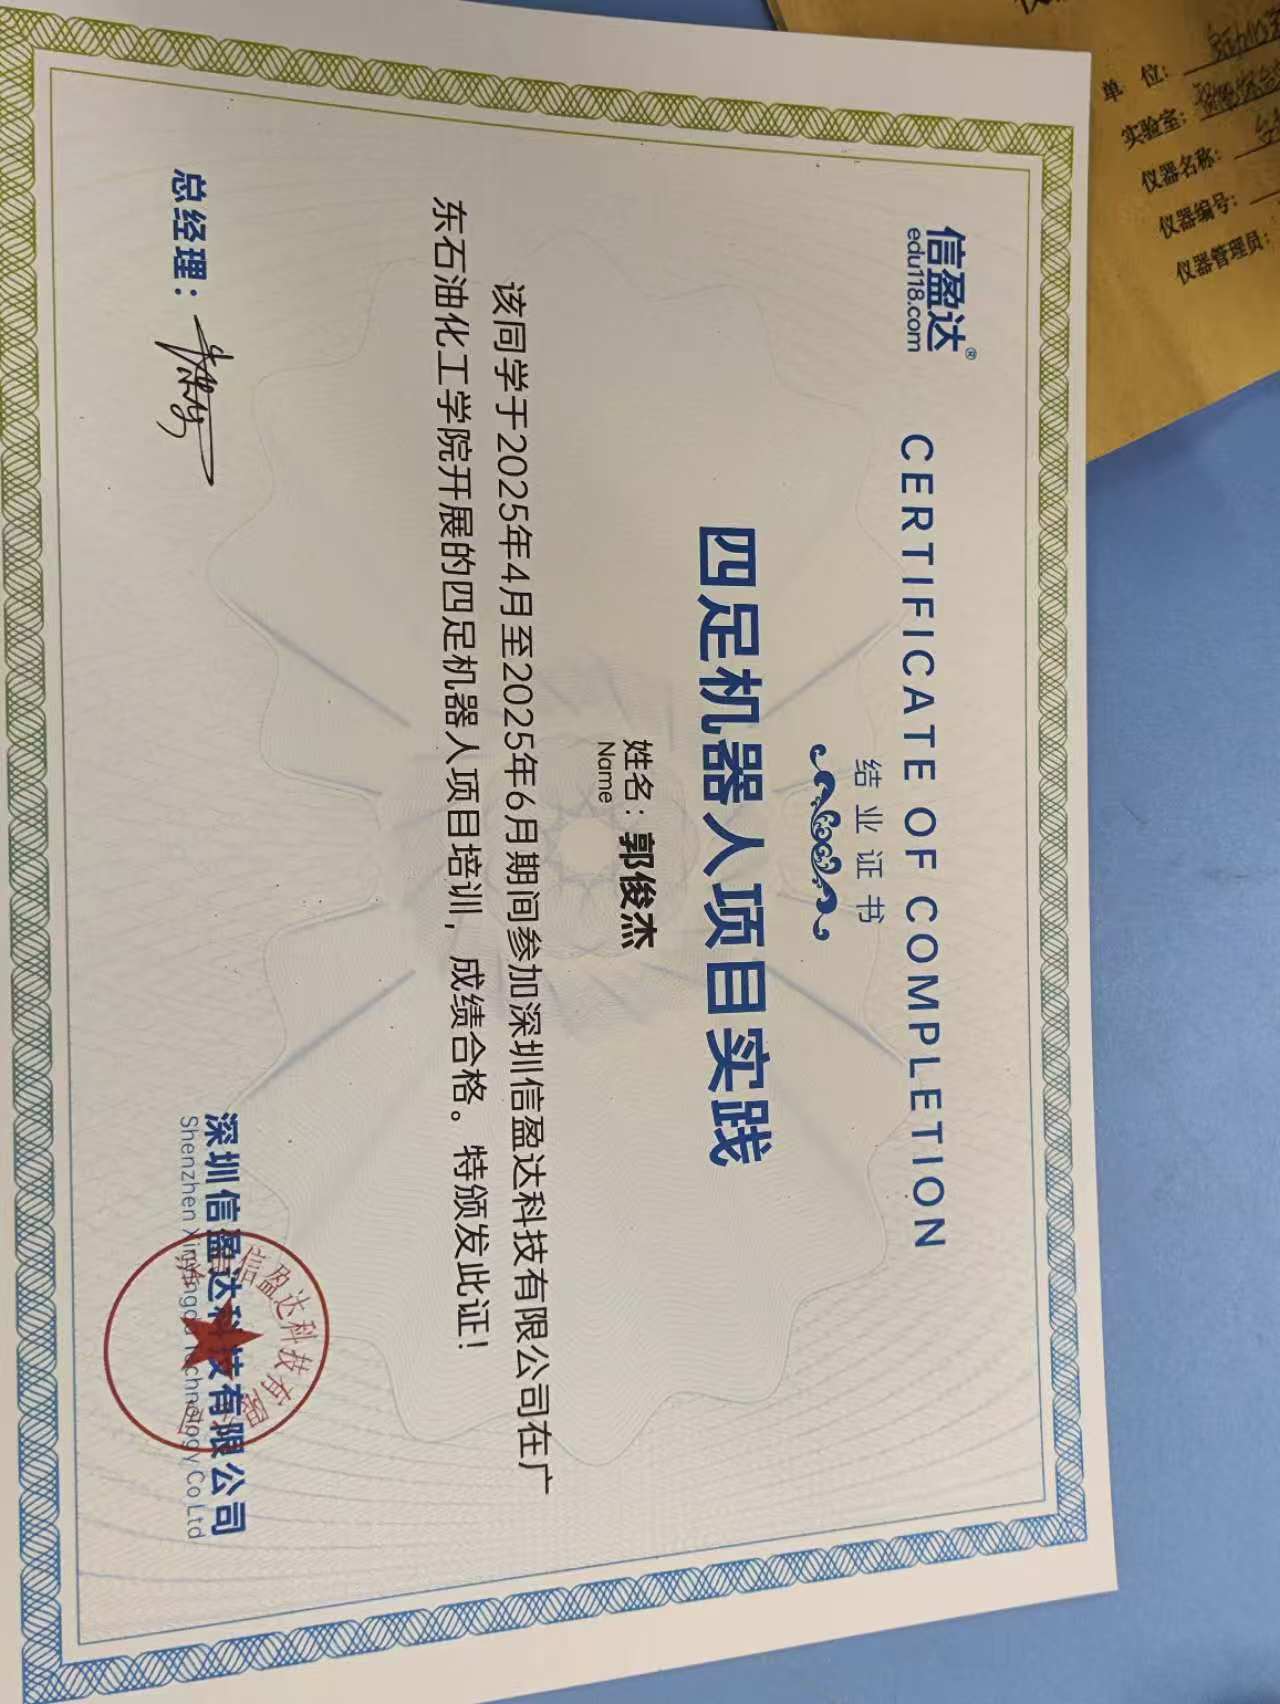 信盈达®
edu118.com
CERTIFICATE OF COMPLETION
结业证书
四足机器人项目实践
姓名：郭俊杰
Name
该同学于2025年4月至2025年6月期间参加深圳信盈达科技有限公司在广
东石油化工学院开展的四足机器人项目培训，成绩合格。特颁发此证！
总经理：
深圳信盈达科技有限公司
Shenzhen Xinyingda Technology Co Ltd
信盈达科技有限
单 位：
实验室：
仪器名称：
仪器编号：
仪器管理员：